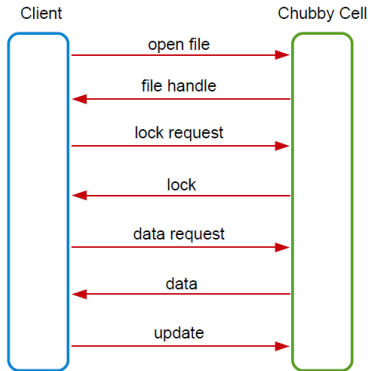 Client
Chubby Cell
open file
file handle
lock request
lock
data request
data
update